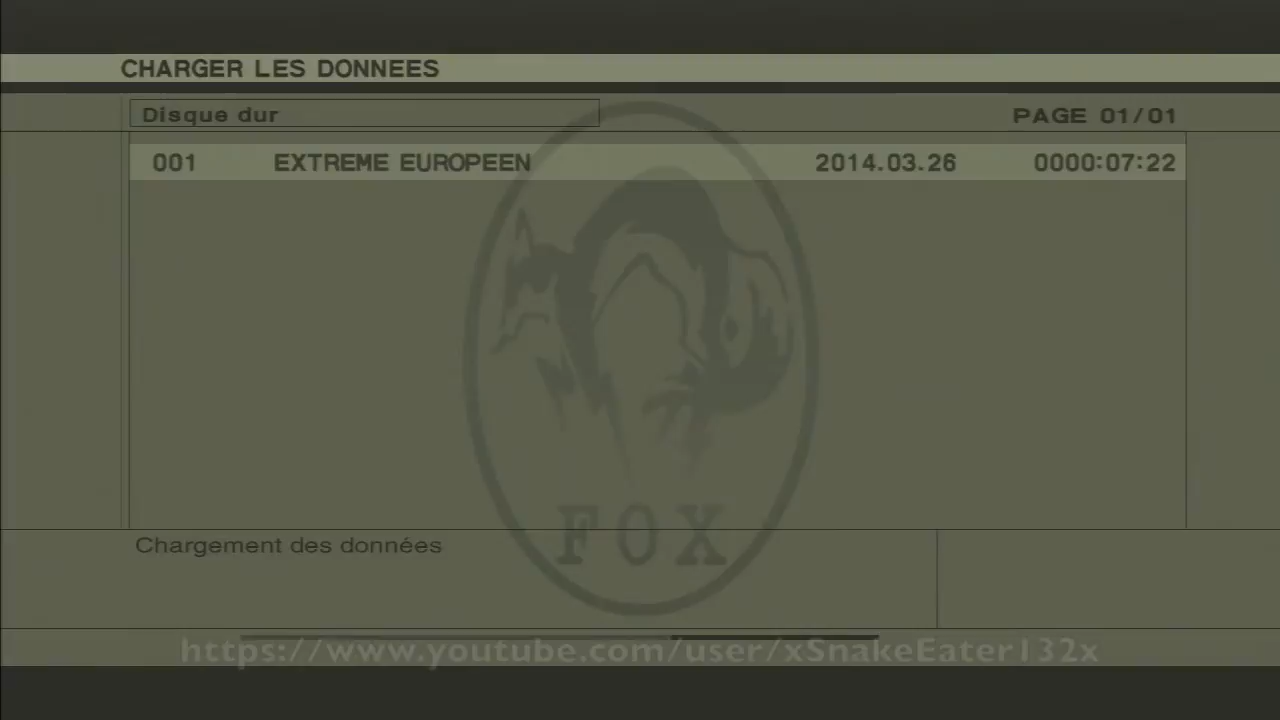 CHARGER LES DONNEES
Disque dur PAGE 01/01
001 EXTREME EUROPEEN 2014.03.26 0000:07:22
FOX
Chargement des données
https://www.youtube.com/user/xSnakeEater132x